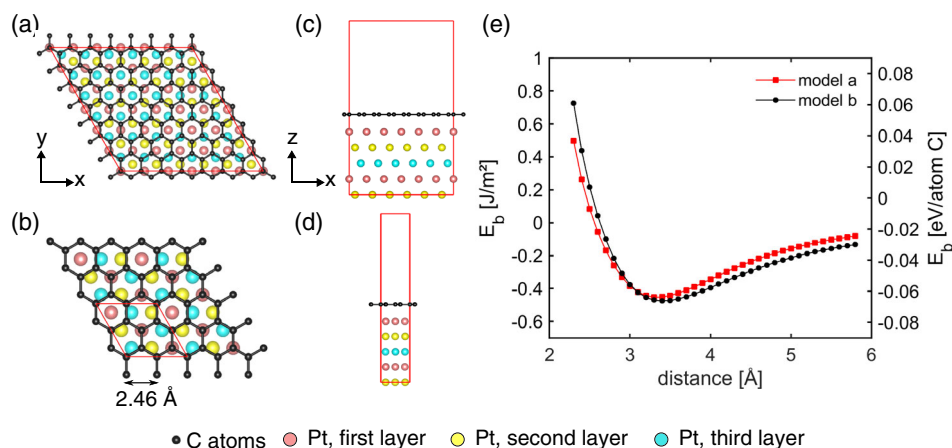 (a)
y
x
(b)
2.46 Å
(c)
z
x
(d)
(e)
model a
model b
1
0.8
0.6
0.4
0.2
0
-0.2
-0.4
-0.6
E_b [J/m²]
0.08
0.06
0.04
0.02
0
-0.02
-0.04
-0.06
-0.08
E_b [eV/atom C]
2 3 4 5 6
distance [Å]
C atoms Pt, first layer Pt, second layer Pt, third layer